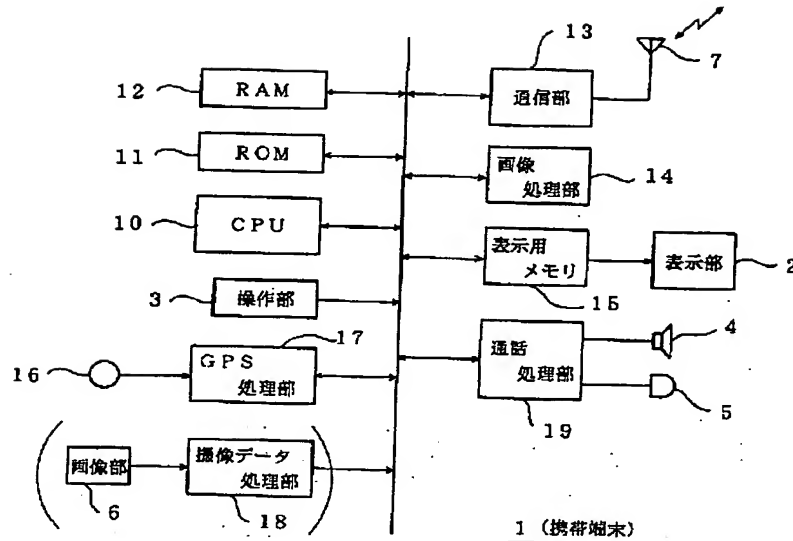 13
7
12
RAM
通信部
11
ROM
画像
処理部
14
10
CPU
表示用
メモリ
表示部
2
15
3
操作部
17
4
16
GPS
処理部
通話
処理部
5
19
画像部
撮像データ
処理部
6
18
1 (携帯端末)